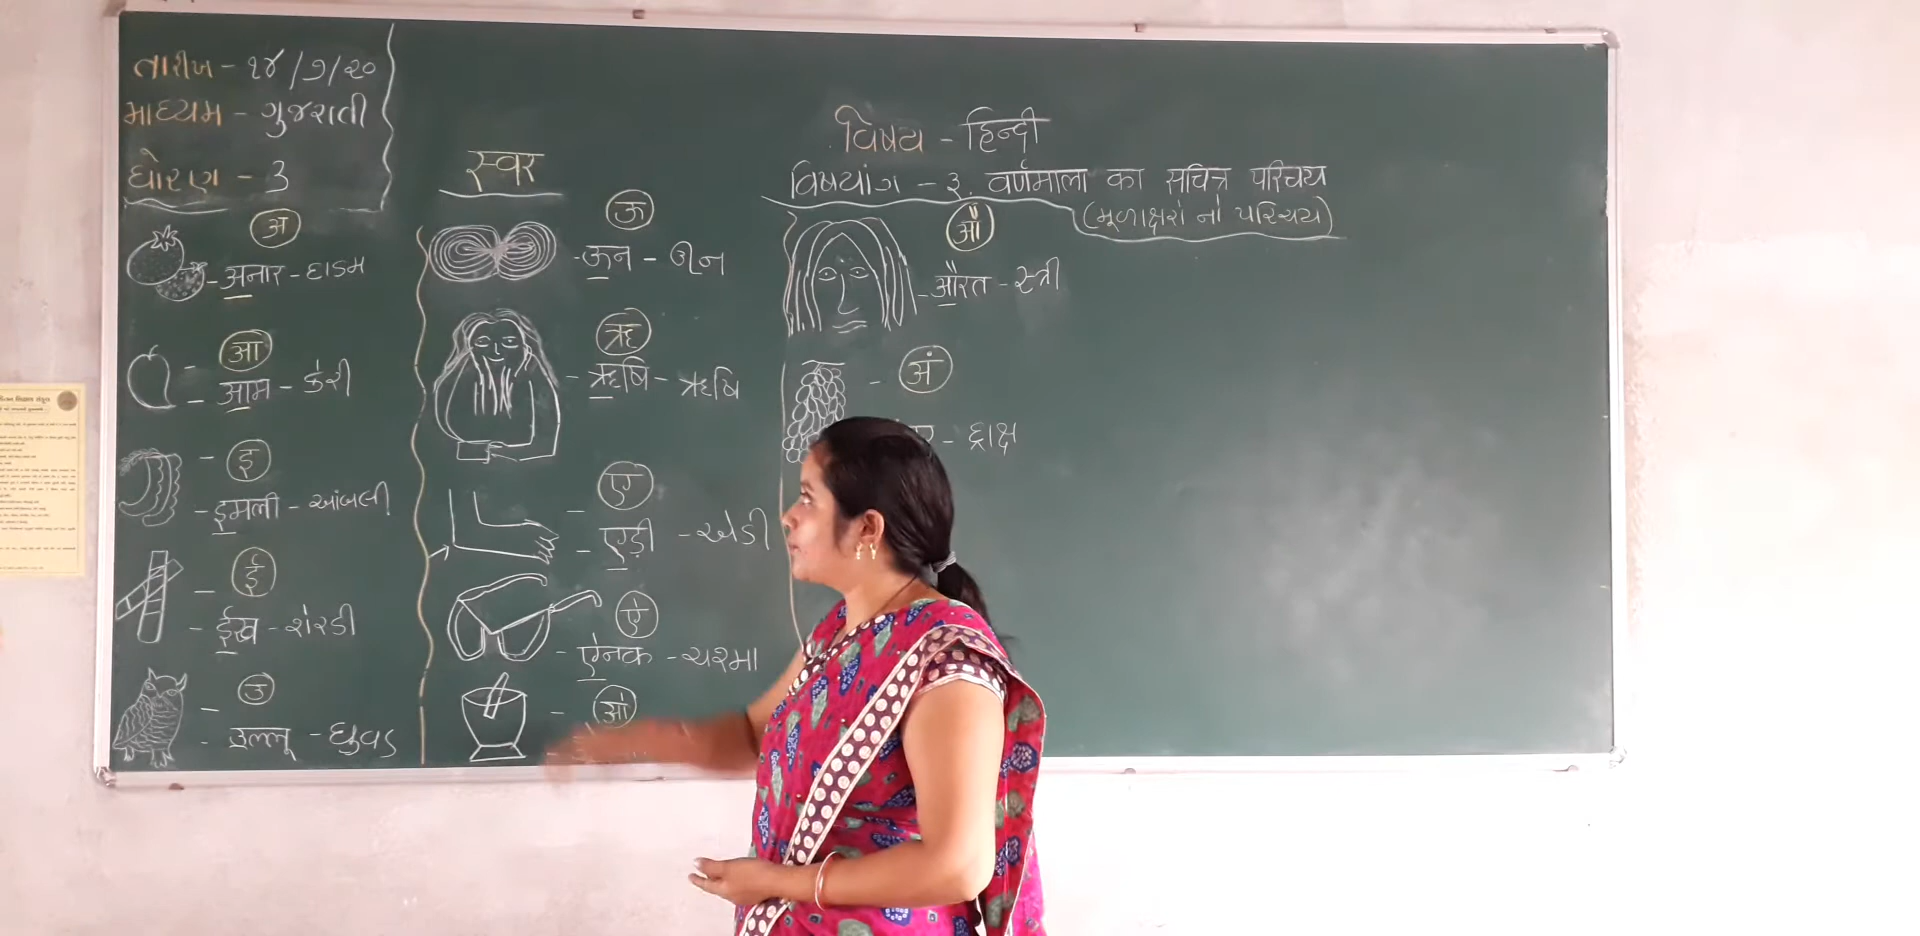 તારીખ - ૧૪/૭/૨૦
માધ્યમ - ગુજરાતી
ધોરણ - 3
स्वर
विषय - हिन्दी
विषयांग - ३. वर्णमाला का सचित्र परिचय
(મૂળાક્ષરો નો પરિચય)
अ
अनार - દાડમ
आ
आम - કેરી
इ
इमली - આંબલી
ई
ईख - શેરડી
उ
उल्लू - ઘુવડ
ऊ
ऊन - ઊન
ऋ
ऋषि - ઋષિ
ए
एड़ी - એડી
ऐ
ऐनक - ચશ્મા
ओ
औ
औरत - સ્ત્રી
अं
- દ્રાક્ષ